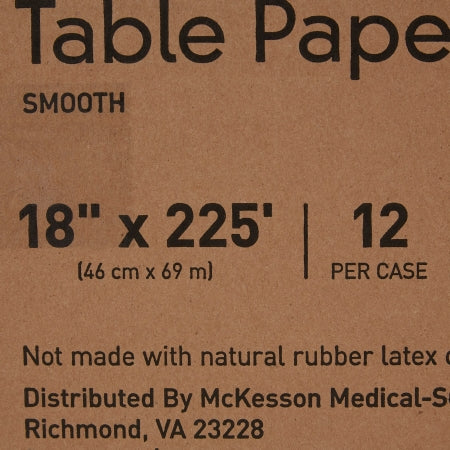 Table Pape
SMOOTH
18" x 225'
(46 cm x 69 m)
12
PER CASE
Not made with natural rubber latex
Distributed By McKesson Medical-S
Richmond, VA 23228